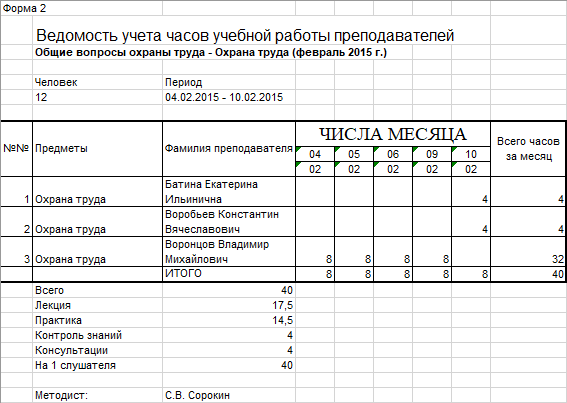 Форма 2
Ведомость учета часов учебной работы преподавателей
Общие вопросы охраны труда - Охрана труда (февраль 2015 г.)
Человек Период
12 04.02.2015 - 10.02.2015
№№ Предметы Фамилия преподавателя ЧИСЛА МЕСЯЦА Всего часов за месяц
04 05 06 09 10
02 02 02 02 02
1 Охрана труда Батина Екатерина Ильинична 4 4
2 Охрана труда Воробьев Константин Вячеславович 4 4
3 Охрана труда Воронцов Владимир Михайлович 8 8 8 8 32
ИТОГО 8 8 8 8 8 40
Всего 40
Лекция 17,5
Практика 14,5
Контроль знаний 4
Консультации 4
На 1 слушателя 40
Методист: С.В. Сорокин